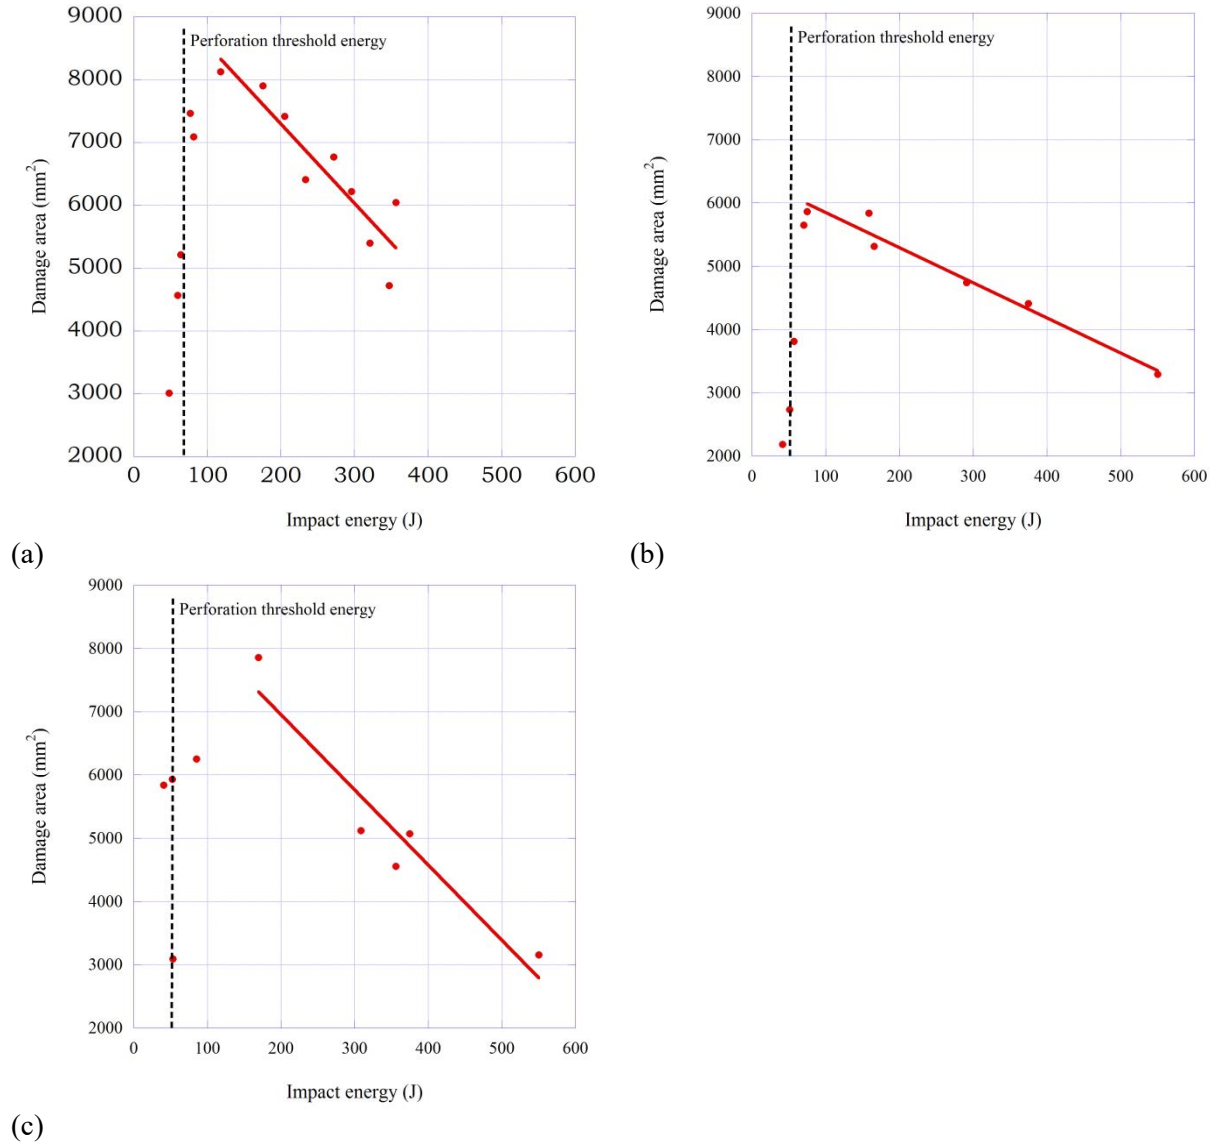 9000
Perforation threshold energy
8000
7000
6000
5000
4000
3000
2000
0 100 200 300 400 500 600
Damage area (mm²)
Impact energy (J)
(a)
9000
Perforation threshold energy
8000
7000
6000
5000
4000
3000
2000
0 100 200 300 400 500 600
Damage area (mm²)
Impact energy (J)
(b)
9000
Perforation threshold energy
8000
7000
6000
5000
4000
3000
2000
0 100 200 300 400 500 600
Damage area (mm²)
Impact energy (J)
(c)